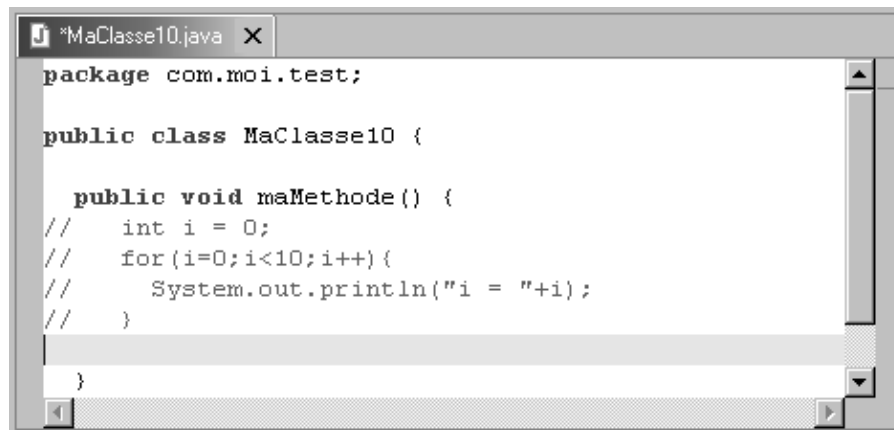 *MaClasse10.java
package com.moi.test;
public class MaClasse10 {
public void maMethode() {
//   int i = 0;
//   for(i=0;i<10;i++){
//     System.out.println("i = "+i);
//   }
}